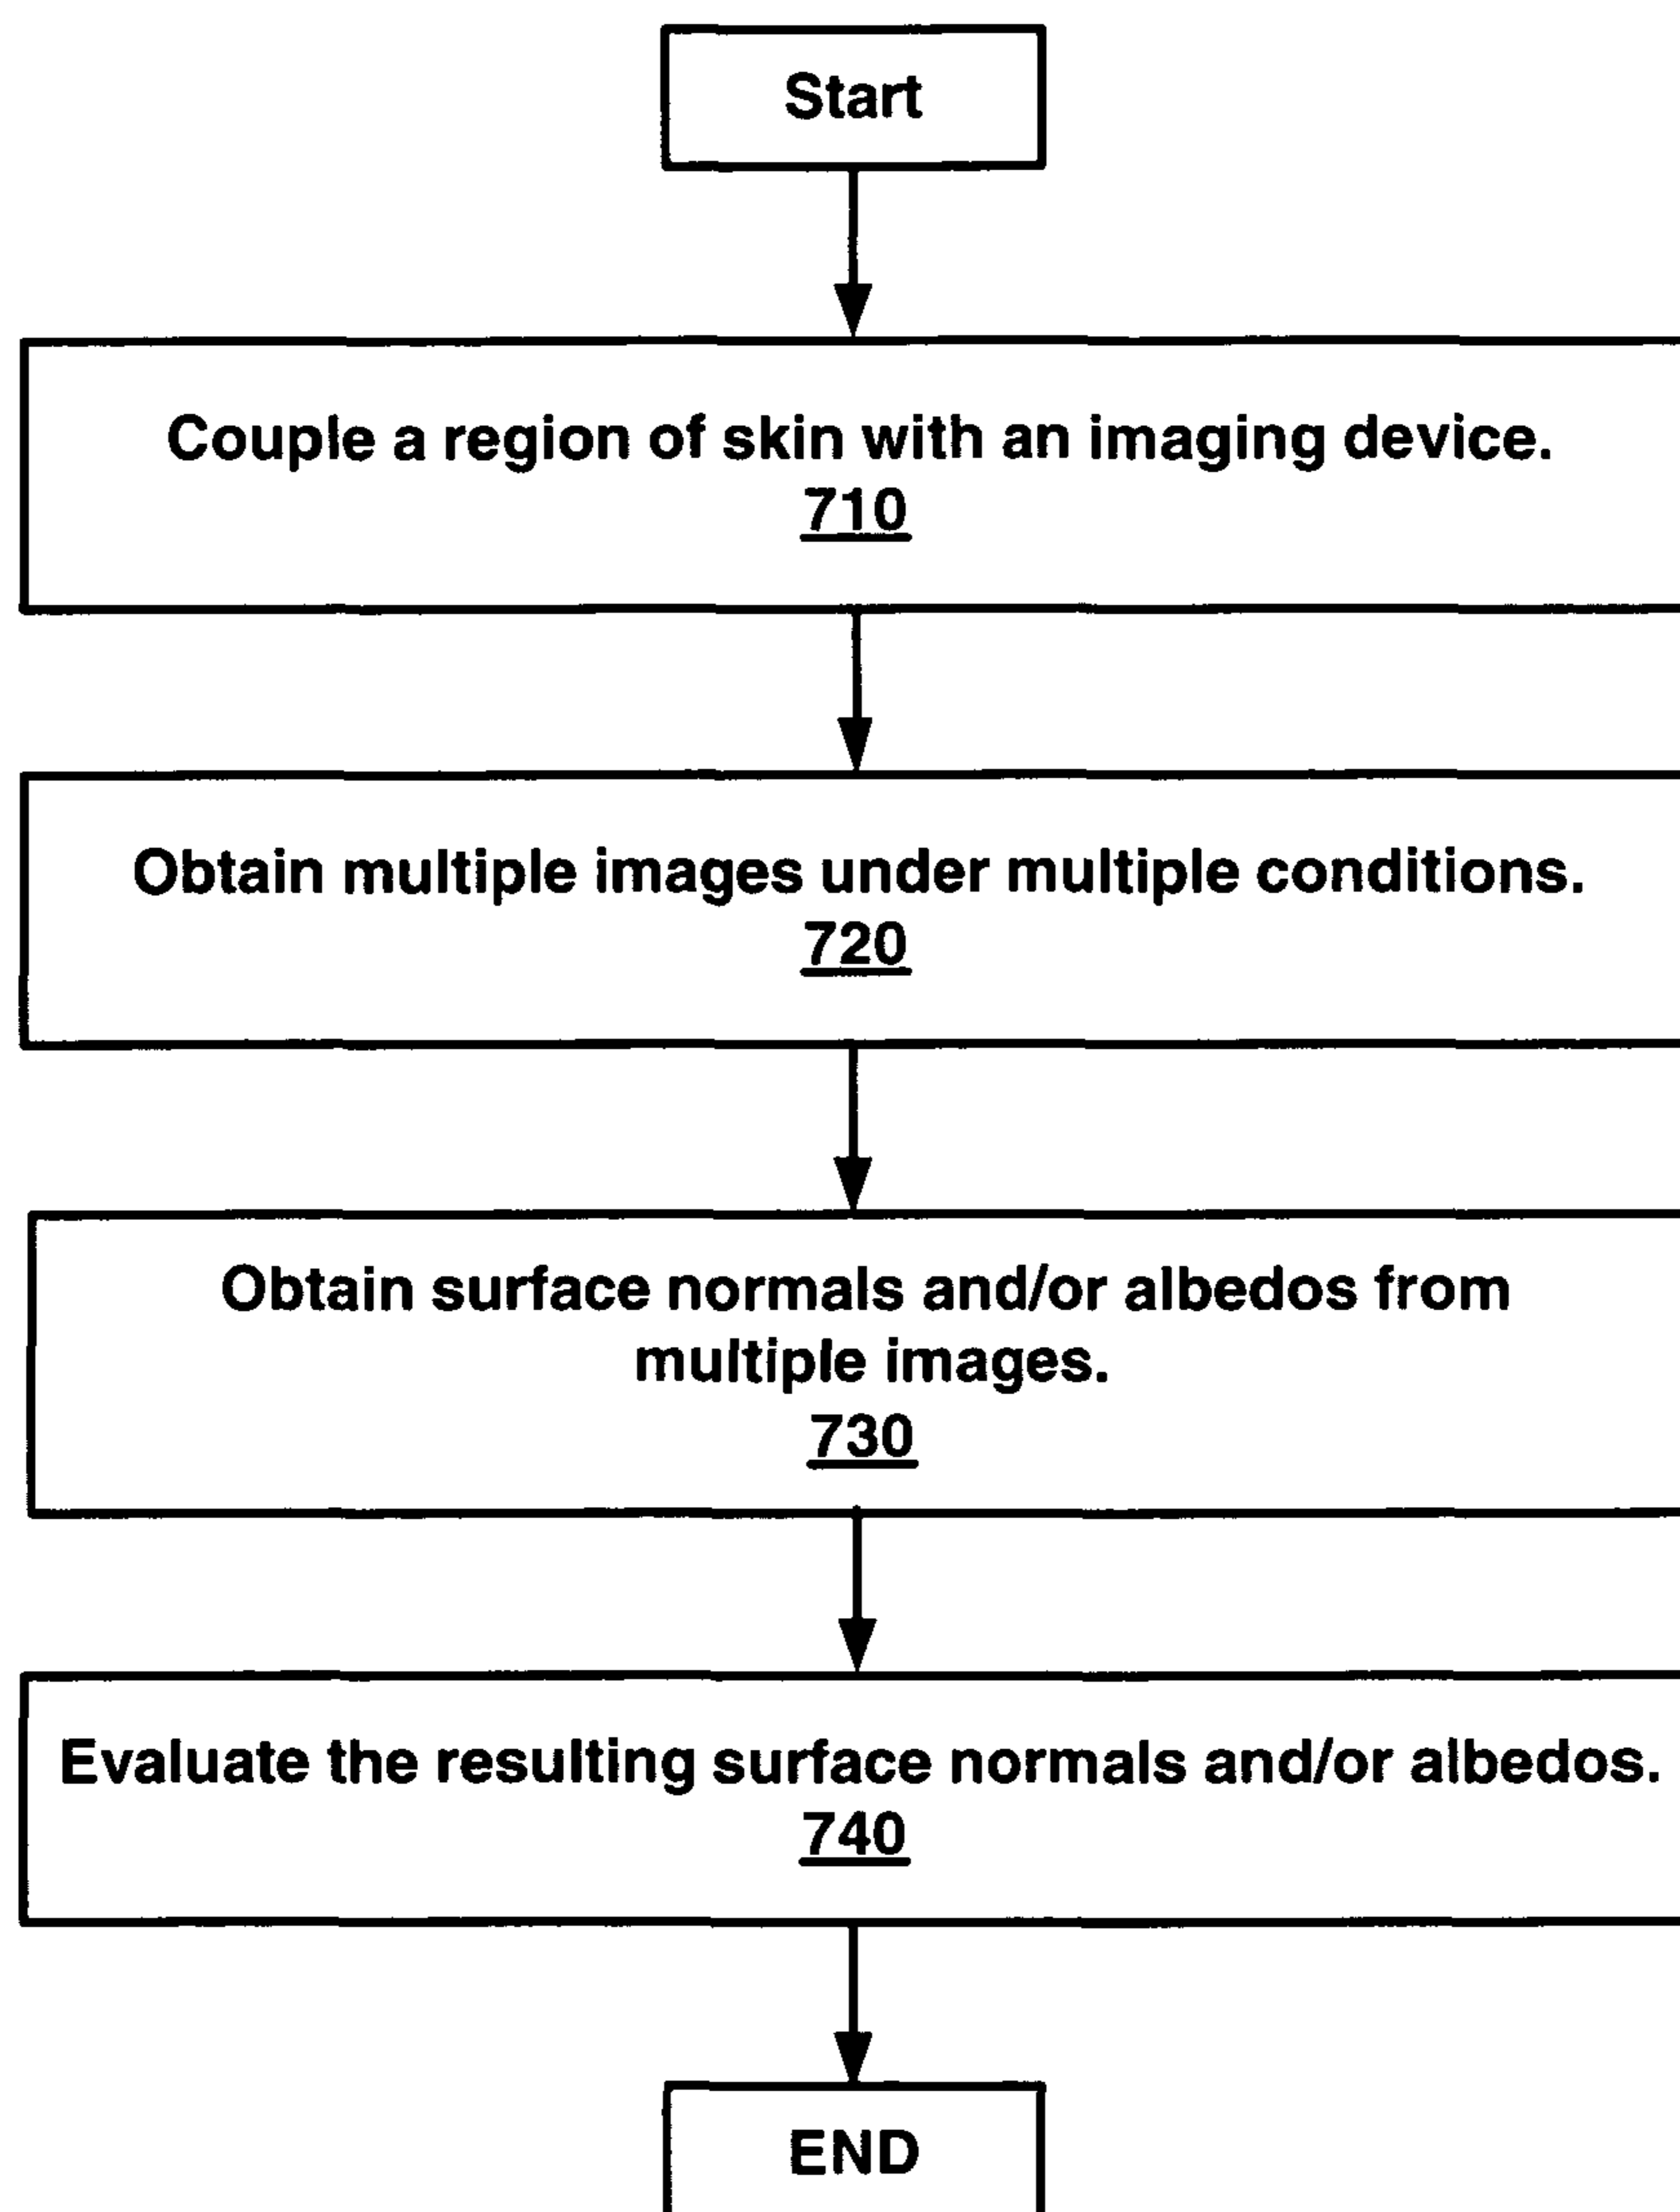 Start
Couple a region of skin with an imaging device.
710
Obtain multiple images under multiple conditions.
720
Obtain surface normals and/or albedos from
multiple images.
730
Evaluate the resulting surface normals and/or albedos.
740
END